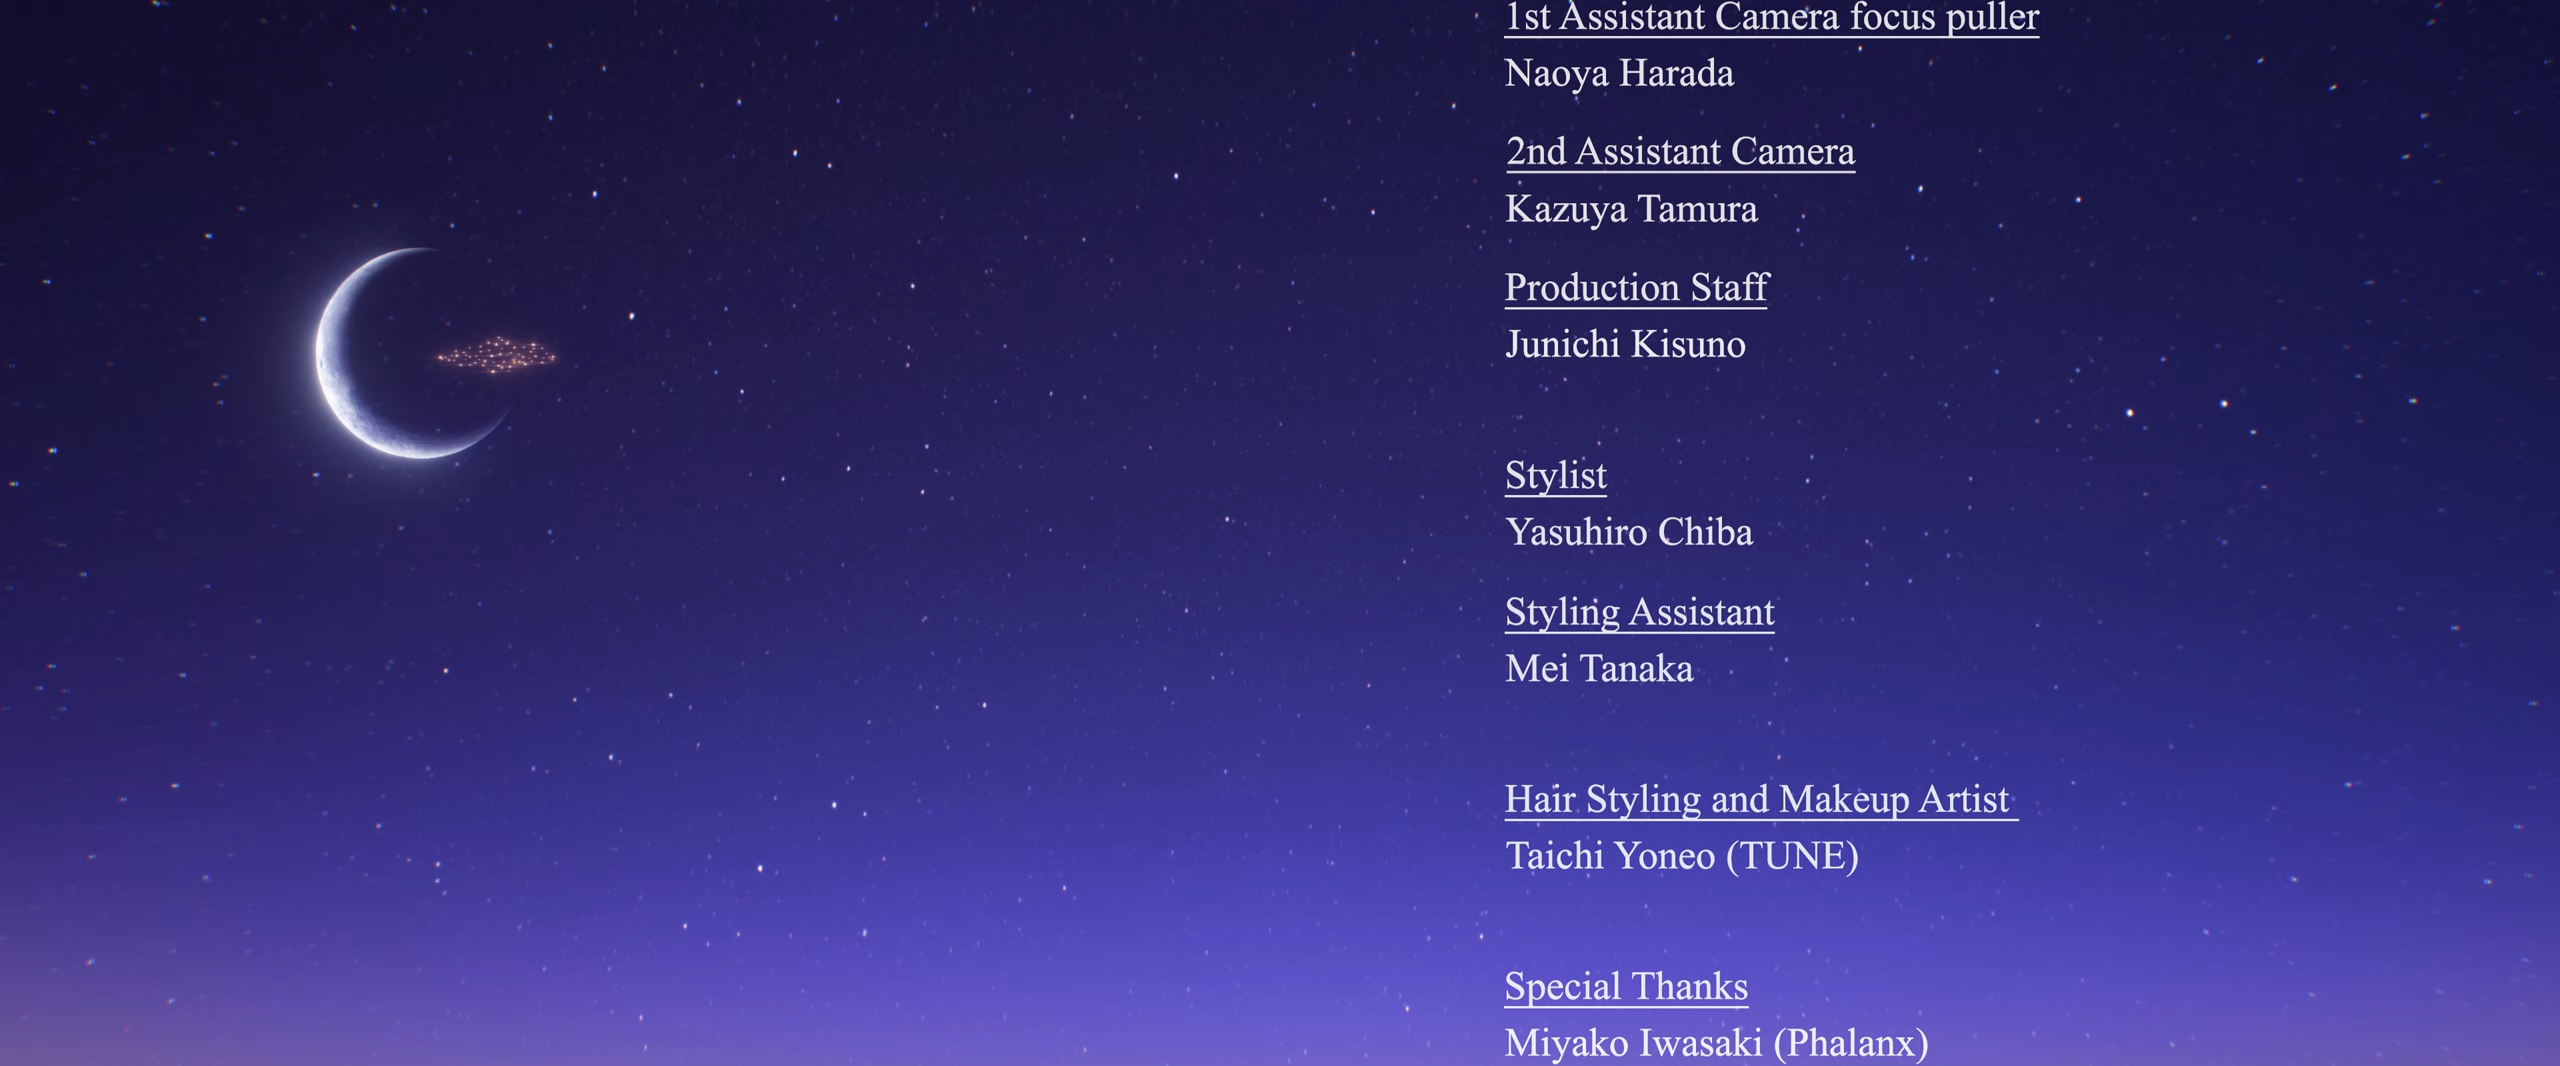 1st Assistant Camera focus puller
Naoya Harada
2nd Assistant Camera
Kazuya Tamura
Production Staff
Junichi Kisuno
Stylist
Yasuhiro Chiba
Styling Assistant
Mei Tanaka
Hair Styling and Makeup Artist
Taichi Yoneo (TUNE)
Special Thanks
Miyako Iwasaki (Phalanx)